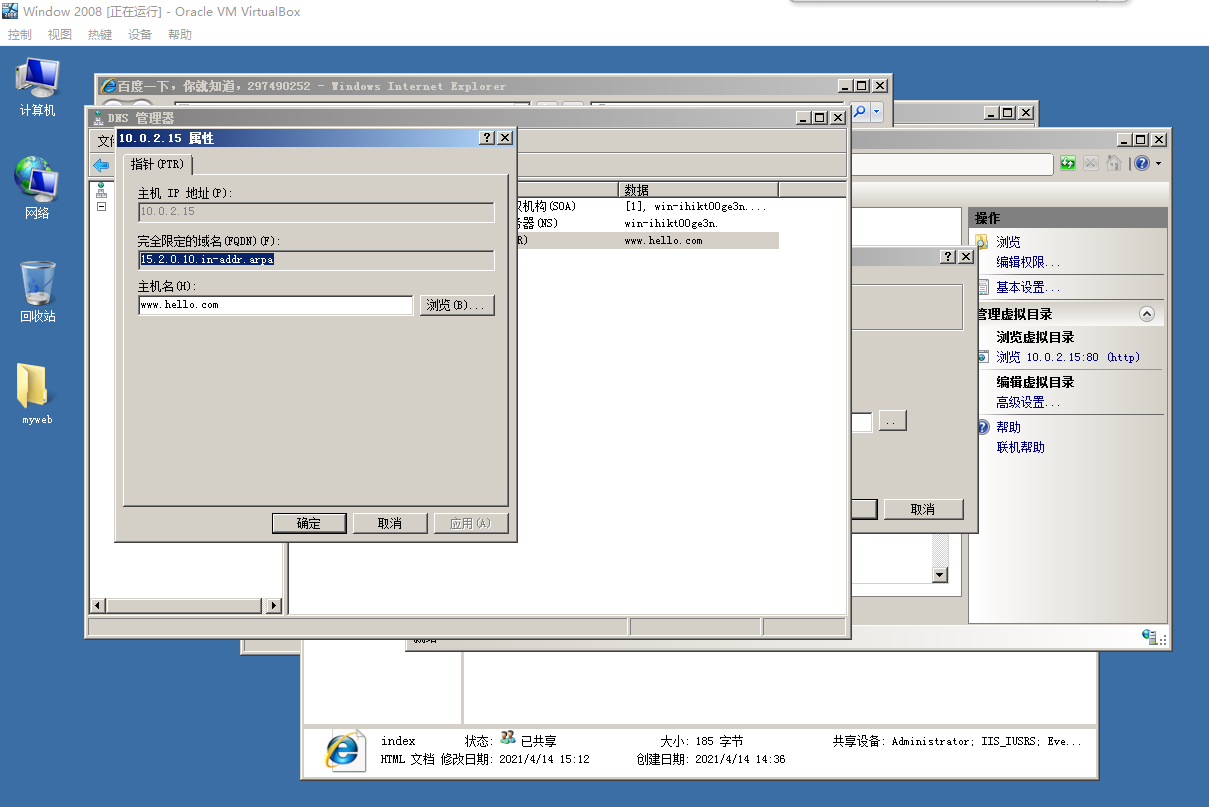 Window 2008 [正在运行] - Oracle VM VirtualBox
控制 视图 热键 设备 帮助
计算机
网络
回收站
myweb
百度一下，你就知道，297490252 - Windows Internet Explorer
DNS 管理器
10.0.2.15 属性
指针(PTR)
主机 IP 地址(P):
10.0.2.15
完全限定的域名(FQDN)(F):
15.2.0.10.in-addr.arpa
主机名(H):
www.hello.com
浏览(B)...
确定 取消 应用(A)
数据
机构(SOA) [1], win-ihikt00ge3n....
器(NS) win-ihikt00ge3n.
R) www.hello.com
..
取消
操作
浏览
编辑权限...
基本设置...
管理虚拟目录
浏览虚拟目录
浏览 10.0.2.15:80 (http)
编辑虚拟目录
高级设置...
帮助
联机帮助
index 状态: 已共享 大小: 185 字节 共享设备: Administrator; IIS_IUSRS; Eve...
HTML 文档 修改日期: 2021/4/14 15:12 创建日期: 2021/4/14 14:36